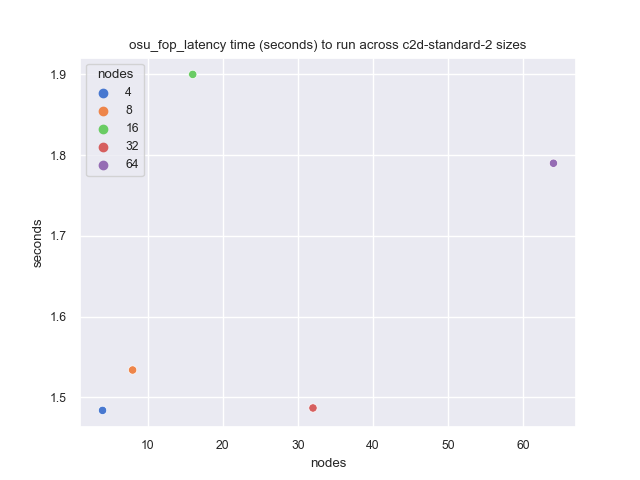 osu_fop_latency time (seconds) to run across c2d-standard-2 sizes
nodes
4
8
16
32
64
1.9
1.8
1.7
1.6
1.5
seconds
10 20 30 40 50 60
nodes